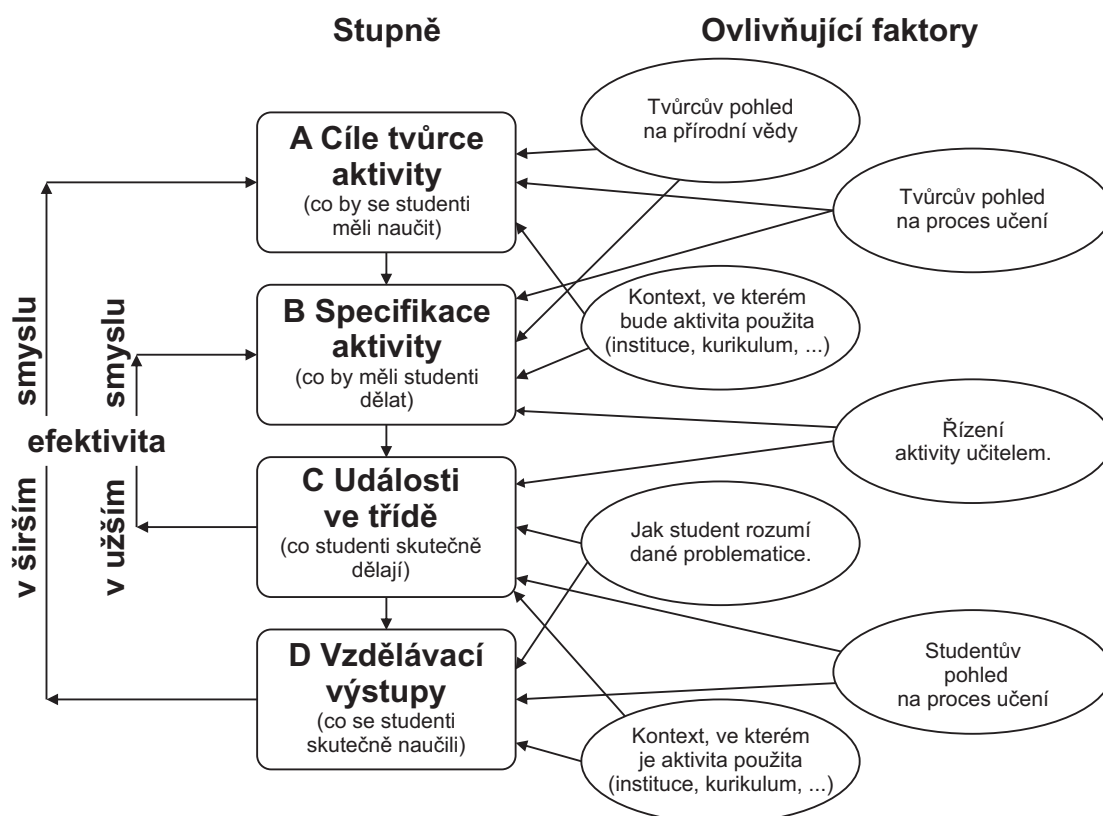 Stupně
Ovlivňující faktory
A Cíle tvůrce
aktivity
(co by se studenti
měli naučit)
B Specifikace
aktivity
(co by měli studenti
dělat)
C Události
ve třídě
(co studenti skutečně
dělají)
D Vzdělávací
výstupy
(co se studenti
skutečně naučili)
Tvůrcův pohled
na přírodní vědy
Tvůrcův pohled
na proces učení
Kontext, ve kterém
bude aktivita použita
(instituce, kurikulum, ...)
Řízení
aktivity učitelem.
Jak student rozumí
dané problematice.
Studentův
pohled
na proces učení
Kontext, ve kterém
je aktivita použita
(instituce, kurikulum, ...)
efektivita
v širším smyslu
v užším smyslu